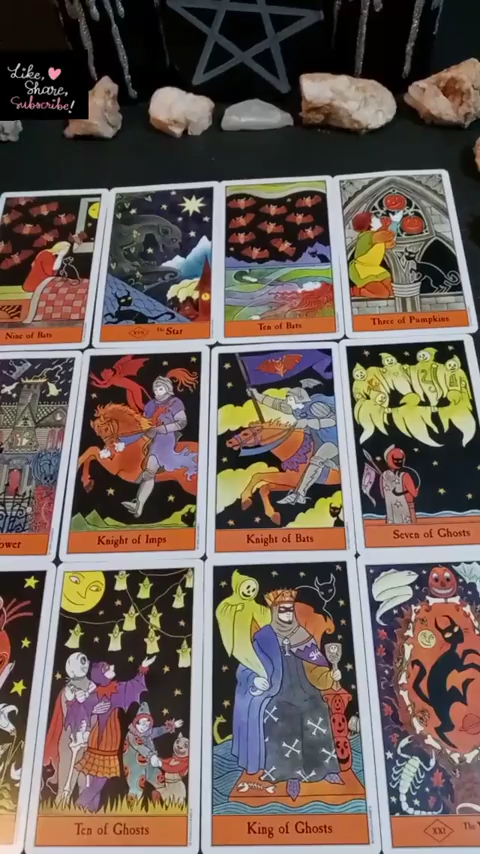 Like,
Share,
Subscribe!
Nine of Bats
XVII The Star
Ten of Bats
Three of Pumpkins
ower
Knight of Imps
Knight of Bats
Seven of Ghosts
Ten of Ghosts
King of Ghosts
XXI The